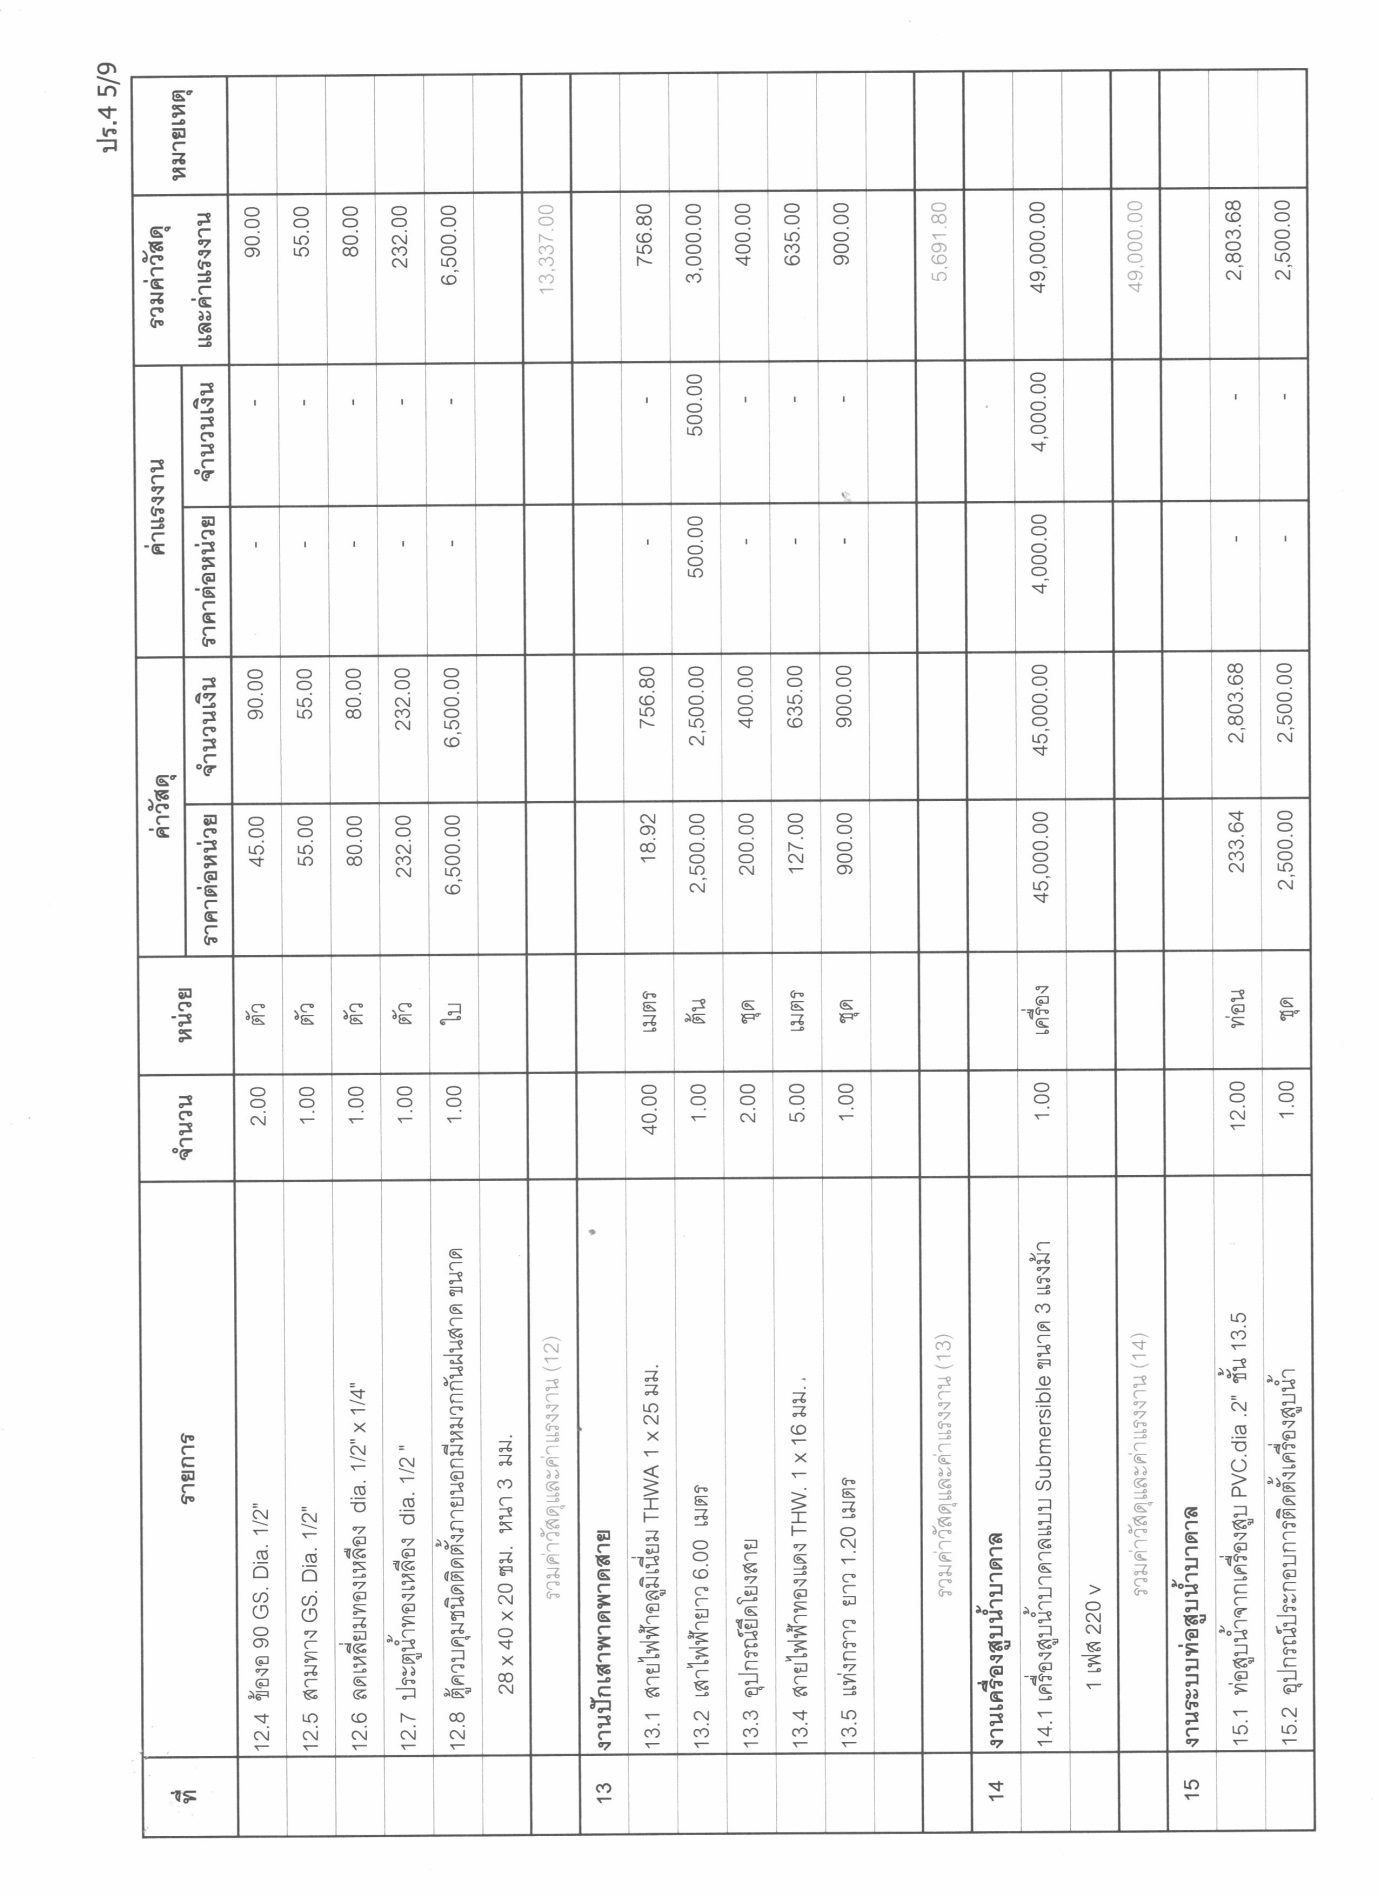 ปร.4 5/9
ที่ รายการ จำนวน หน่วย ค่าวัสดุ ค่าแรงงาน รวมค่าวัสดุ หมายเหตุ
ราคาต่อหน่วย จำนวนเงิน ราคาต่อหน่วย จำนวนเงิน และค่าแรงงาน
12.4 ข้องอ 90 GS. Dia. 1/2" 2.00 ตัว 45.00 90.00 - - 90.00
12.5 สามทาง GS. Dia. 1/2" 1.00 ตัว 55.00 55.00 - - 55.00
12.6 ลดเหลี่ยมทองเหลือง dia. 1/2" x 1/4" 1.00 ตัว 80.00 80.00 - - 80.00
12.7 ประตูน้ำทองเหลือง dia. 1/2 " 1.00 ตัว 232.00 232.00 - - 232.00
12.8 ตู้ควบคุมชนิดติดตั้งภายนอกมีหมวกกันฝนสาด ขนาด 1.00 ใบ 6,500.00 6,500.00 - - 6,500.00
28 x 40 x 20 ซม. หนา 3 มม.
รวมค่าวัสดุและค่าแรงงาน (12) 13,337.00
13 งานปักเสาพาดพาดสาย
13.1 สายไฟฟ้าอลูมิเนี่ยม THWA 1 x 25 มม. 40.00 เมตร 18.92 756.80 - - 756.80
13.2 เสาไฟฟ้ายาว 6.00 เมตร 1.00 ต้น 2,500.00 2,500.00 500.00 500.00 3,000.00
13.3 อุปกรณ์ยึดโยงสาย 2.00 ชุด 200.00 400.00 - - 400.00
13.4 สายไฟฟ้าทองแดง THW. 1 x 16 มม. . 5.00 เมตร 127.00 635.00 - - 635.00
13.5 แท่งกราว ยาว 1.20 เมตร 1.00 ชุด 900.00 900.00 - - 900.00
รวมค่าวัสดุและค่าแรงงาน (13) 5,691.80
14 งานเครื่องสูบน้ำบาดาล
14.1 เครื่องสูบน้ำบาดาลแบบ Submersible ขนาด 3 แรงม้า 1.00 เครื่อง 45,000.00 45,000.00 4,000.00 4,000.00 49,000.00
1 เฟส 220 v
รวมค่าวัสดุและค่าแรงงาน (14) 49,000.00
15 งานระบบท่อสูบน้ำบาดาล
15.1 ท่อสูบน้ำจากเครื่องสูบ PVC.dia .2" ชั้น 13.5 12.00 ท่อน 233.64 2,803.68 - - 2,803.68
15.2 อุปกรณ์ประกอบการติดตั้งเครื่องสูบน้ำ 1.00 ชุด 2,500.00 2,500.00 - - 2,500.00